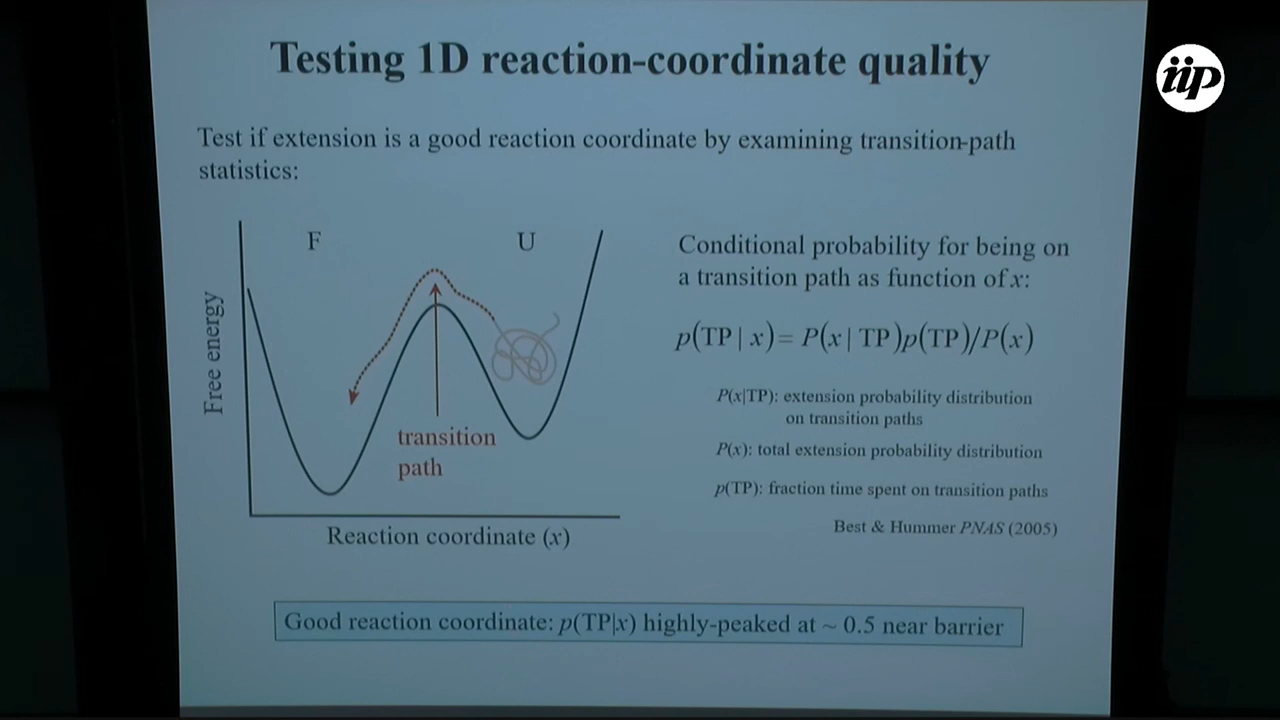 Testing 1D reaction-coordinate quality
iip
Test if extension is a good reaction coordinate by examining transition-path
statistics:
F
U
Free energy
transition
path
Reaction coordinate (x)
Conditional probability for being on
a transition path as function of x:
p(TP | x) = P(x | TP)p(TP)/P(x)
P(x|TP): extension probability distribution
on transition paths
P(x): total extension probability distribution
p(TP): fraction time spent on transition paths
Best & Hummer PNAS (2005)
Good reaction coordinate: p(TP|x) highly-peaked at ~ 0.5 near barrier